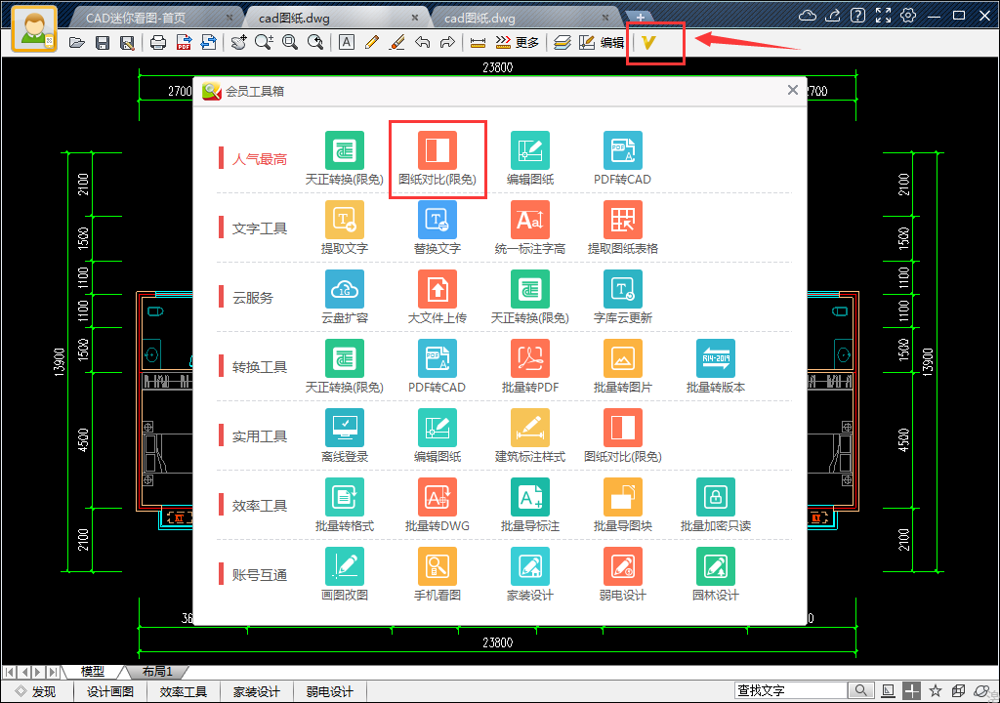 CAD迷你看图-首页
cad图纸.dwg
cad图纸.dwg
更多
编辑
23800
2700
2700
会员工具箱
人气最高
天正转换(限免)
图纸对比(限免)
编辑图纸
PDF转CAD
文字工具
提取文字
替换文字
统一标注字高
提取图纸表格
云服务
云盘扩容
大文件上传
天正转换(限免)
字库云更新
转换工具
天正转换(限免)
PDF转CAD
批量转PDF
批量转图片
R14-2019
批量转版本
实用工具
离线登录
编辑图纸
建筑标注样式
图纸对比(限免)
效率工具
批量转格式
批量转DWG
批量导标注
批量导图块
批量加密只读
账号互通
画图改图
手机看图
家装设计
弱电设计
园林设计
2100
1500
1100
1100
1500
13900
4500
2100
2100
1500
1100
1100
1500
13900
4500
2100
36
0
23800
模型
布局1
发现
设计画图
效率工具
家装设计
弱电设计
查找文字